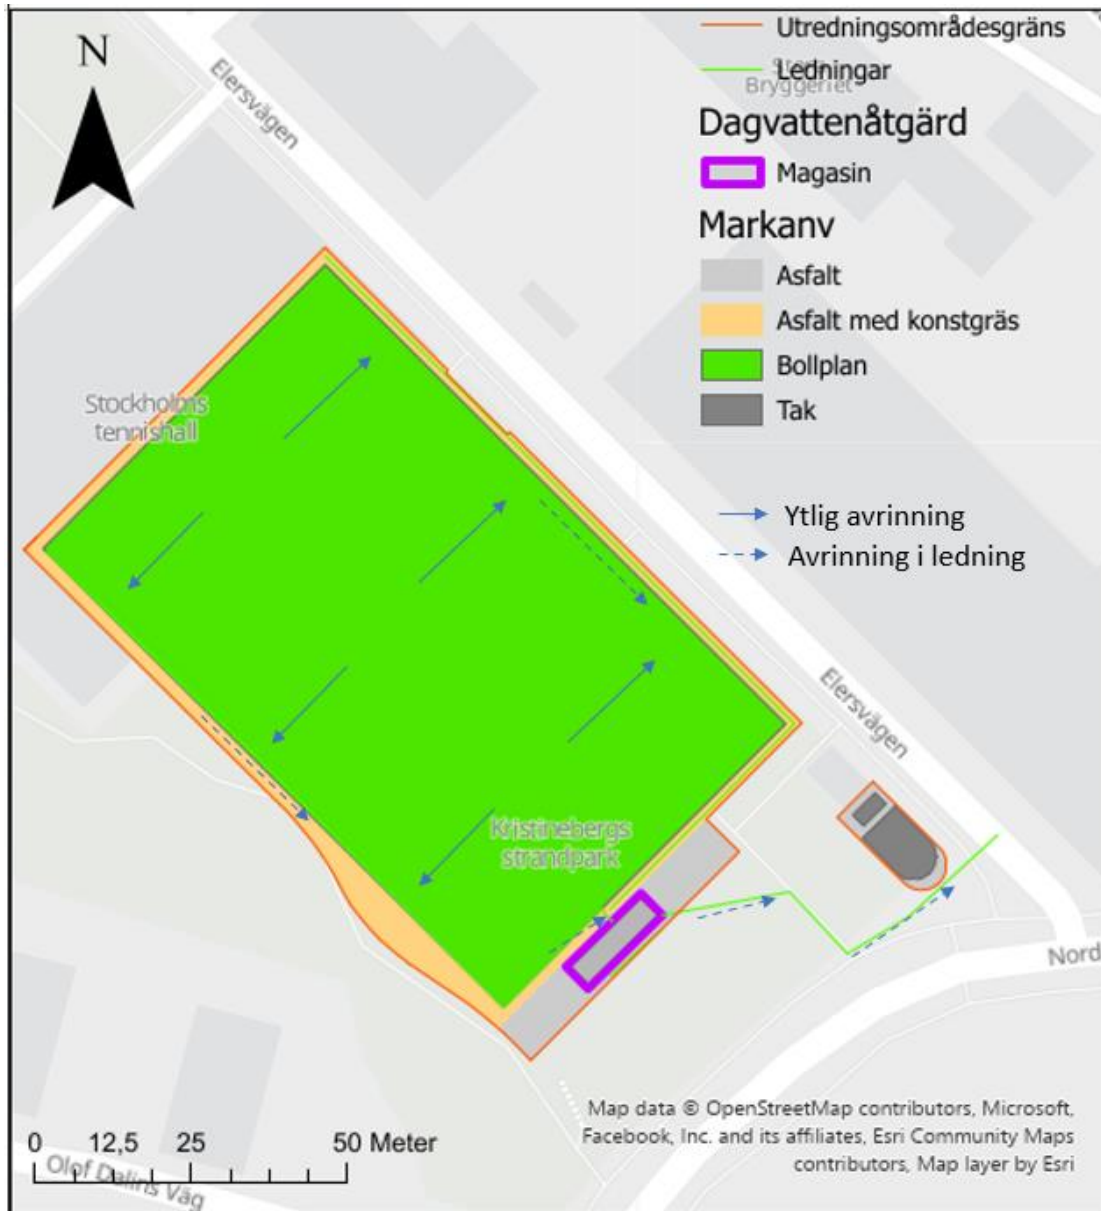 N
Elersvägen
Utredningsområdesgräns
Ledningar
Bryggeriet
Dagvattenåtgärd
Magasin
Markanv
Asfalt
Asfalt med konstgräs
Bollplan
Tak
Stockholms
tennishall
Ytlig avrinning
Avrinning i ledning
Elersvägen
Kristinebergs
strandpark
Nord
Map data © OpenStreetMap contributors, Microsoft,
Facebook, Inc. and its affiliates, Esri Community Maps
contributors, Map layer by Esri
0 12,5 25 50 Meter
Olof Dalins Väg